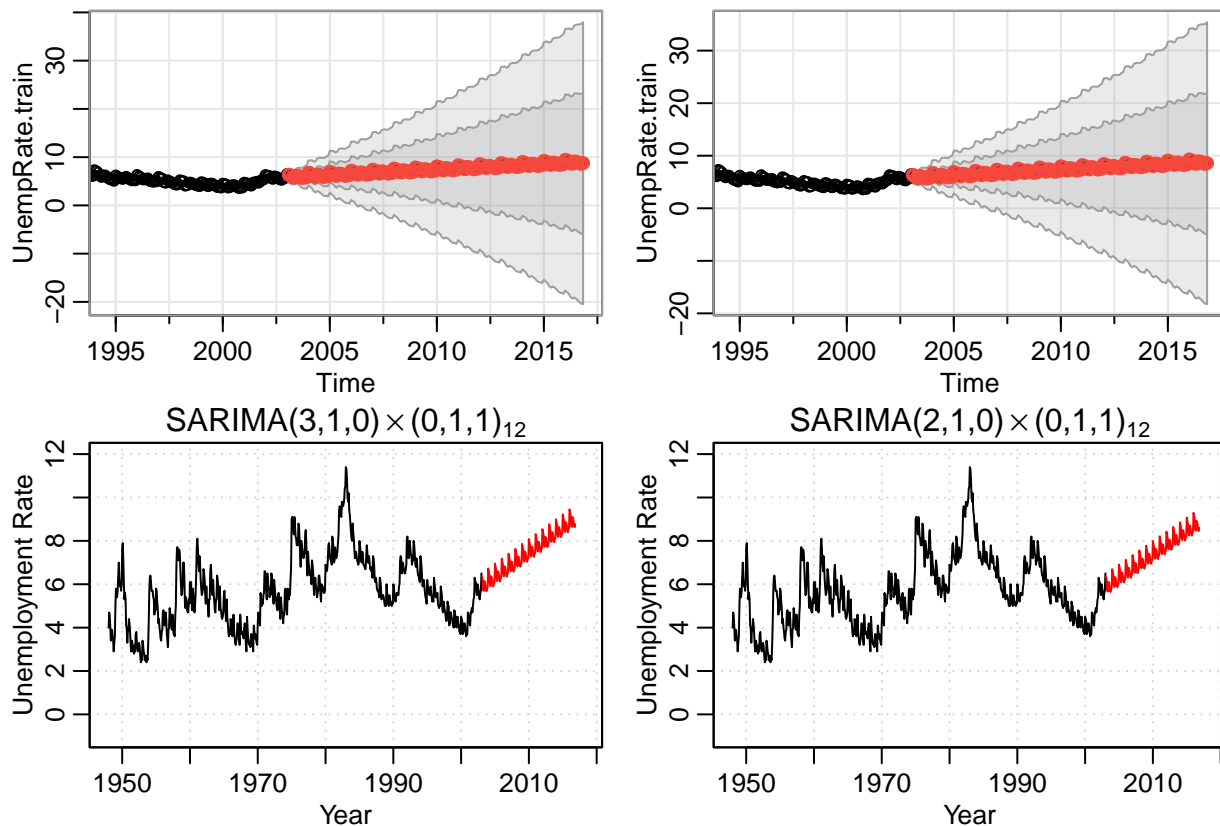 UnempRate.train
30
10
0
−20
1995 2000 2005 2010 2015
Time
UnempRate.train
30
20
10
0
−20
1995 2000 2005 2010 2015
Time
SARIMA(3,1,0)×(0,1,1)₁₂
Unemployment Rate
12
8
6
4
2
0
1950 1970 1990 2010
Year
SARIMA(2,1,0)×(0,1,1)₁₂
Unemployment Rate
12
8
6
4
2
0
1950 1970 1990 2010
Year